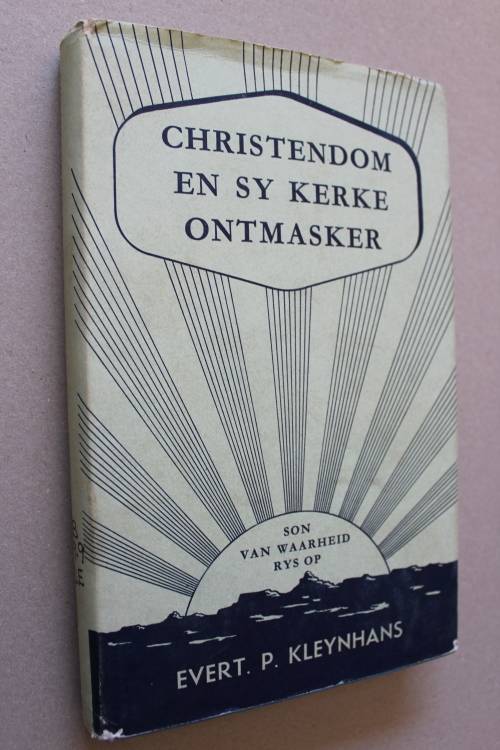 CHRISTENDOM
EN SY KERKE
ONTMASKER
SON
VAN WAARHEID
RYS OP
EVERT. P. KLEYNHANS